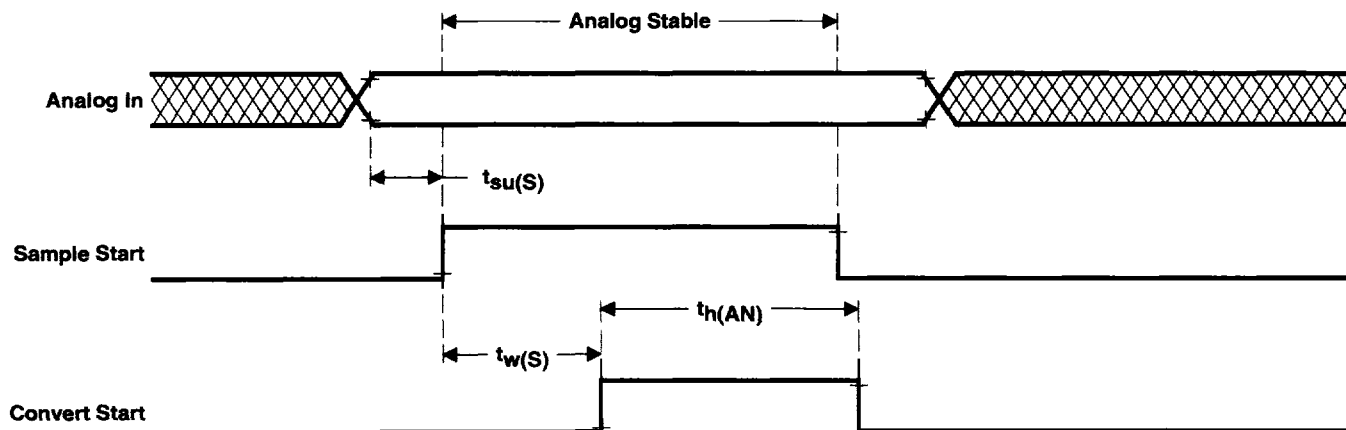 Analog Stable
Analog In
tsu(S)
Sample Start
th(AN)
tw(S)
Convert Start